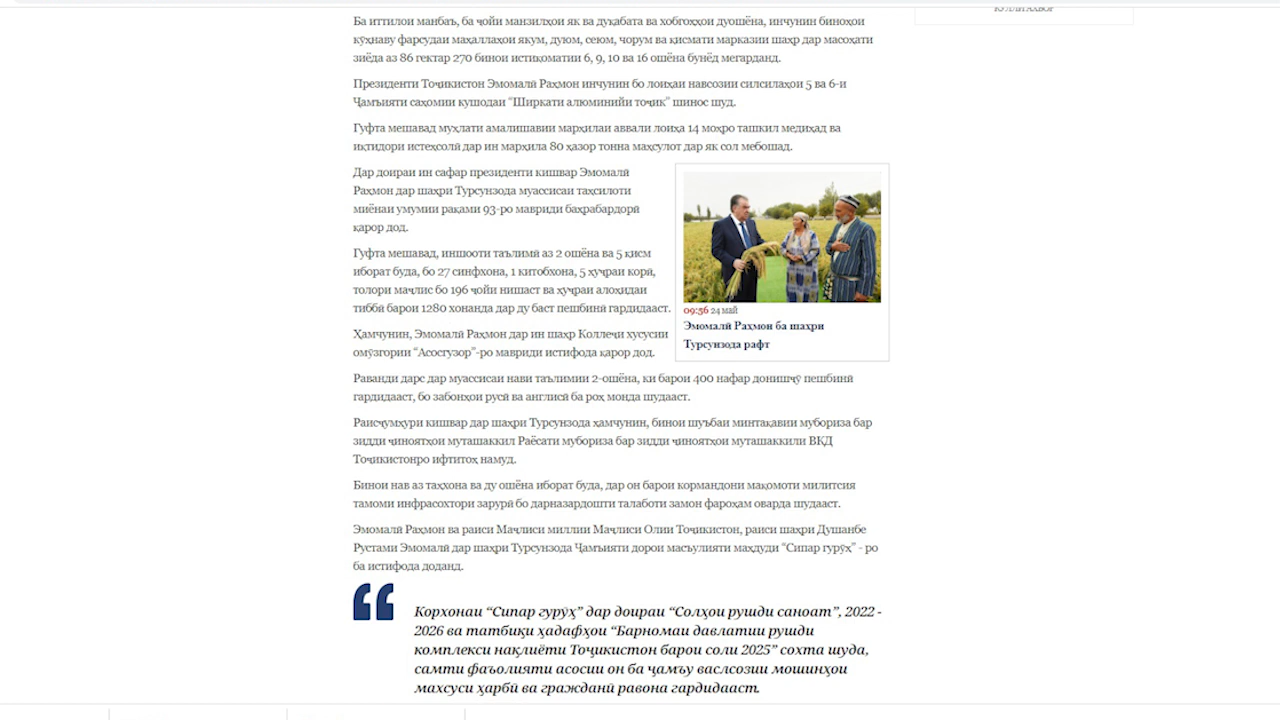 КУЛЛИ АХБОР
Ба иттилои манбаъ, ба ҷойи манзилҳои як ва дуқабата ва хобгоҳҳои дуошёна, инчунин биноҳои
кӯҳнаву фарсудаи маҳаллаҳои якум, дуюм, сеюм, чорум ва қисмати марказии шаҳр дар масоҳати
зиёда аз 86 гектар 270 бинои истиқоматии 6, 9, 10 ва 16 ошёна бунёд мегарданд.
Президенти Тоҷикистон Эмомалӣ Раҳмон инчунин бо лоиҳаи навсозии силсилаҳои 5 ва 6-и
Ҷамъияти саҳомии кушодаи “Ширкати алюминийи тоҷик” шинос шуд.
Гуфта мешавад муҳлати амалишавии марҳилаи аввали лоиҳа 14 моҳро ташкил медиҳад ва
иқтидори истеҳсолӣ дар ин марҳила 80 ҳазор тонна маҳсулот дар як сол мебошад.
Дар доираи ин сафар президенти кишвар Эмомалӣ
Раҳмон дар шаҳри Турсунзода муассисаи таҳсилоти
миёнаи умумии рақами 93-ро мавриди баҳрабардорӣ
қарор дод.
Гуфта мешавад, иншооти таълимӣ аз 2 ошёна ва 5 қисм
иборат буда, бо 27 синфхона, 1 китобхона, 5 ҳуҷраи корӣ,
толори маҷлис бо 196 ҷойи нишаст ва ҳуҷраи алоҳидаи
тиббӣ барои 1280 хонанда дар ду баст пешбинӣ гардидааст.
09:56 24 май
Эмомалӣ Раҳмон ба шаҳри
Турсунзода рафт
Ҳамчунин, Эмомалӣ Раҳмон дар ин шаҳр Коллеҷи хусусии
омӯзгории “Асосгузор”-ро мавриди истифода қарор дод.
Раванди дарс дар муассисаи нави таълимии 2-ошёна, ки барои 400 нафар донишҷӯ пешбинӣ
гардидааст, бо забонҳои русӣ ва англисӣ ба роҳ монда шудааст.
Раисҷумҳури кишвар дар шаҳри Турсунзода ҳамчунин, бинои шуъбаи минтақавии мубориза бар
зидди ҷиноятҳои муташаккил Раёсати мубориза бар зидди ҷиноятҳои муташаккили ВКД
Тоҷикистонро ифтитоҳ намуд.
Бинои нав аз таҳхона ва ду ошёна иборат буда, дар он барои кормандони мақомоти милитсия
тамоми инфрасохтори зарурӣ бо дарназардошти талаботи замон фароҳам оварда шудааст.
Эмомалӣ Раҳмон ва раиси Маҷлиси миллии Маҷлиси Олии Тоҷикистон, раиси шаҳри Душанбе
Рустами Эмомалӣ дар шаҳри Турсунзода Ҷамъияти дорои масъулияти маҳдуди “Сипар гурӯҳ” - ро
ба истифода доданд.
Корхонаи “Сипар гурӯҳ” дар доираи “Солҳои рушди саноат”, 2022 -
2026 ва татбиқи ҳадафҳои “Барномаи давлатии рушди
комплекси нақлиёти Тоҷикистон барои соли 2025” сохта шуда,
самти фаъолияти асосии он ба ҷамъу васлсозии мошинҳои
махсуси ҳарбӣ ва гражданӣ равона гардидааст.